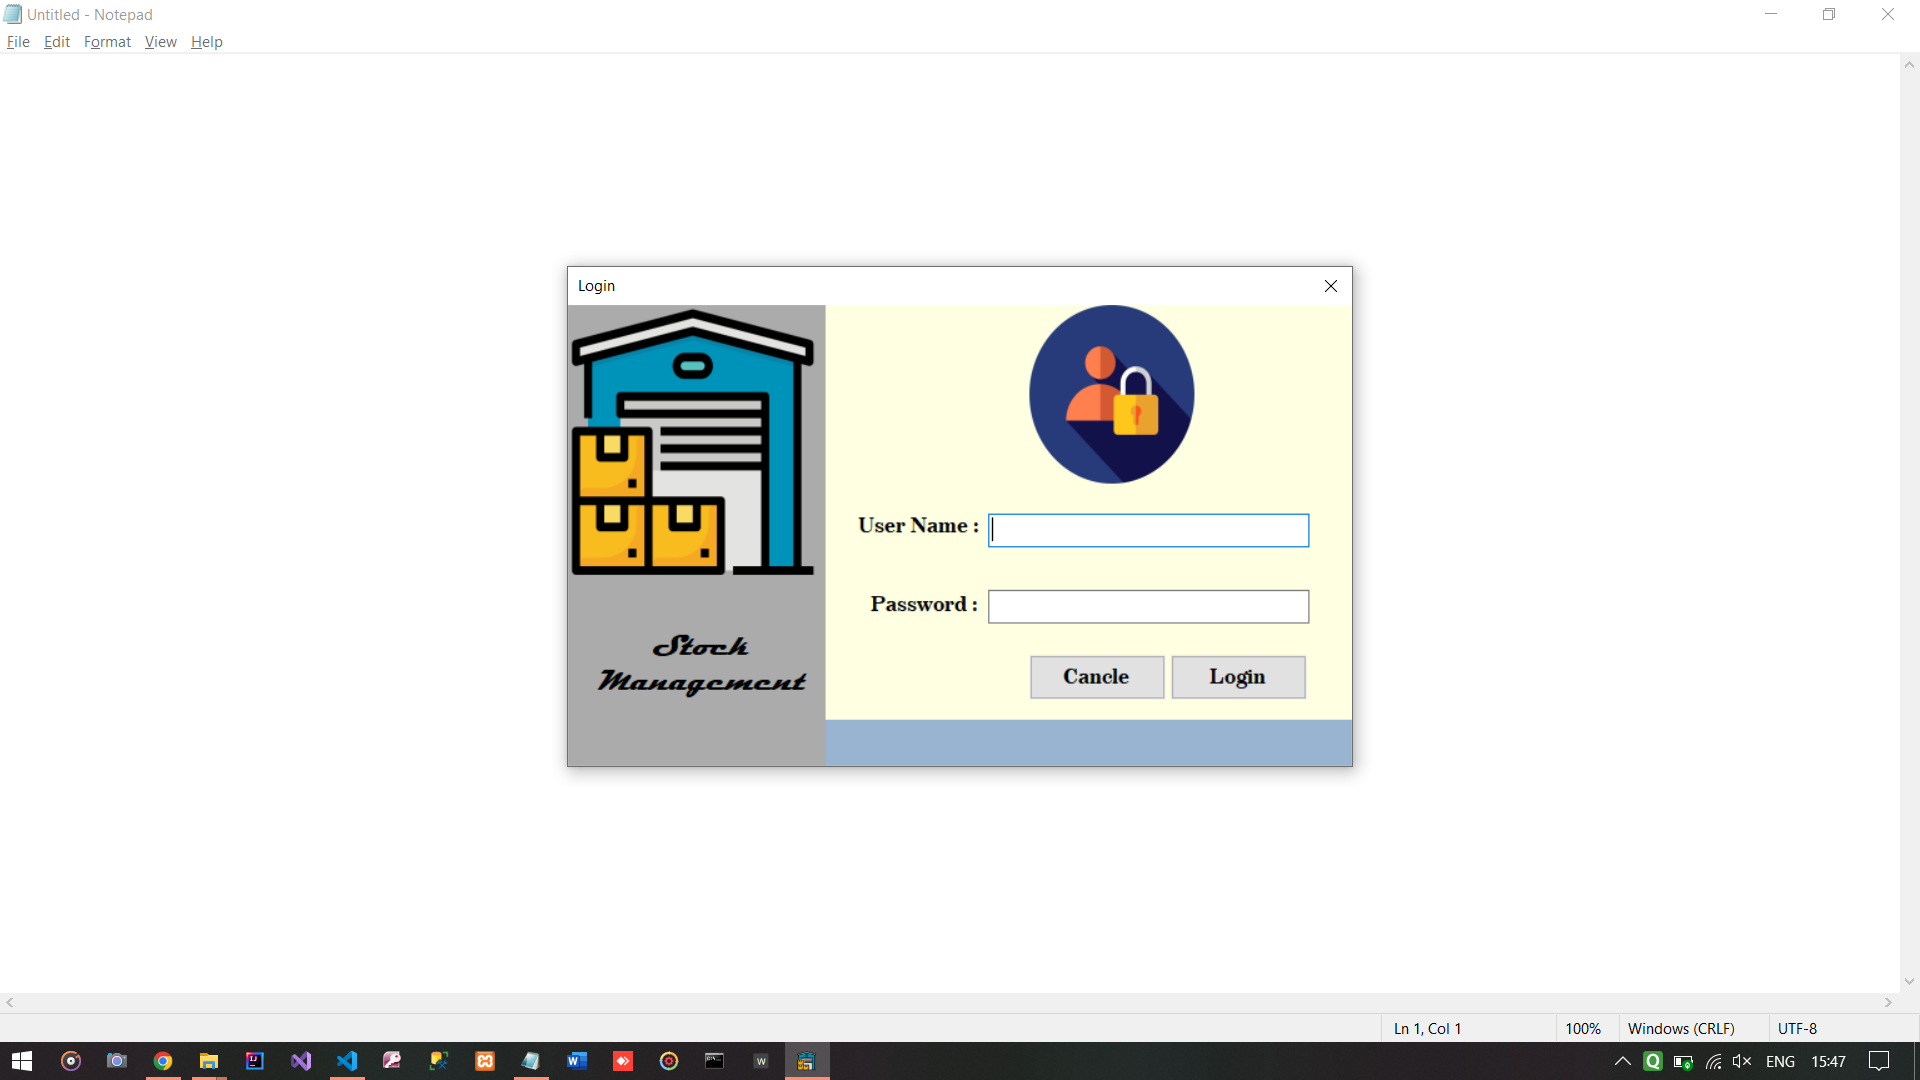 Untitled - Notepad
File Edit Format View Help
Login
User Name :
Password :
Cancle Login
Stock
Management
Ln 1, Col 1 100% Windows (CRLF) UTF-8
ENG 15:47